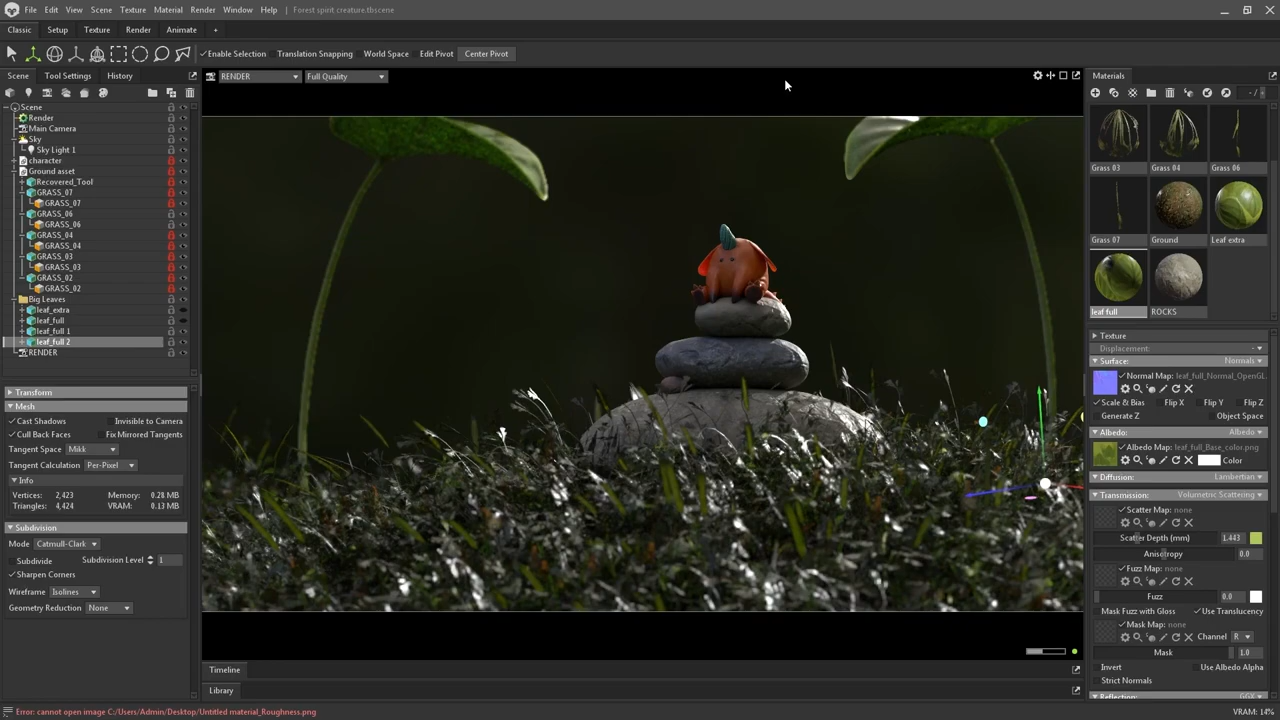 File Edit View Scene Texture Material Render Window Help Forest spirit creature.tbscene
Classic Setup Texture Render Animate +
Enable Selection Translation Snapping World Space Edit Pivot Center Pivot
Scene Tool Settings History
RENDER Full Quality
Materials
Scene
Render
Main Camera
Sky
Sky Light 1
character
Ground asset
Recovered_Tool
GRASS_07
GRASS_07
GRASS_06
GRASS_06
GRASS_04
GRASS_04
GRASS_03
GRASS_03
GRASS_02
GRASS_02
Big Leaves
leaf_extra
leaf_full
leaf_full 1
leaf_full 2
RENDER
Transform
Mesh
Cast Shadows Invisible to Camera
Cull Back Faces Fix Mirrored Tangents
Tangent Space Mikk
Tangent Calculation Per-Pixel
Info
Vertices: 2,423 Memory: 0.28 MB
Triangles: 4,424 VRAM: 0.13 MB
Subdivision
Mode Catmull-Clark
Subdivide Subdivision Level 1
Sharpen Corners
Wireframe Isolines
Geometry Reduction None
Grass 03 Grass 04 Grass 06
Grass 07 Ground Leaf extra
leaf full ROCKS
Texture
Displacement:
Surface: Normals
Normal Map: leaf_full_Normal_OpenGL
Scale & Bias Flip X Flip Y Flip Z
Generate Z Object Space
Albedo: Albedo
Albedo Map: leaf_full_Base_color.png
Color
Diffusion: Lambertian
Transmission: Volumetric Scattering
Scatter Map: none
Scatter Depth (mm) 1.443
Anisotropy 0.0
Fuzz Map: none
Fuzz 0.0
Mask Fuzz with Gloss Use Translucency
Mask Map: none
Channel R
Mask 1.0
Invert Use Albedo Alpha
Strict Normals
Reflection: GGX
Timeline
Library
Error: cannot open image C:/Users/Admin/Desktop/Untitled material_Roughness.png
VRAM: 14%